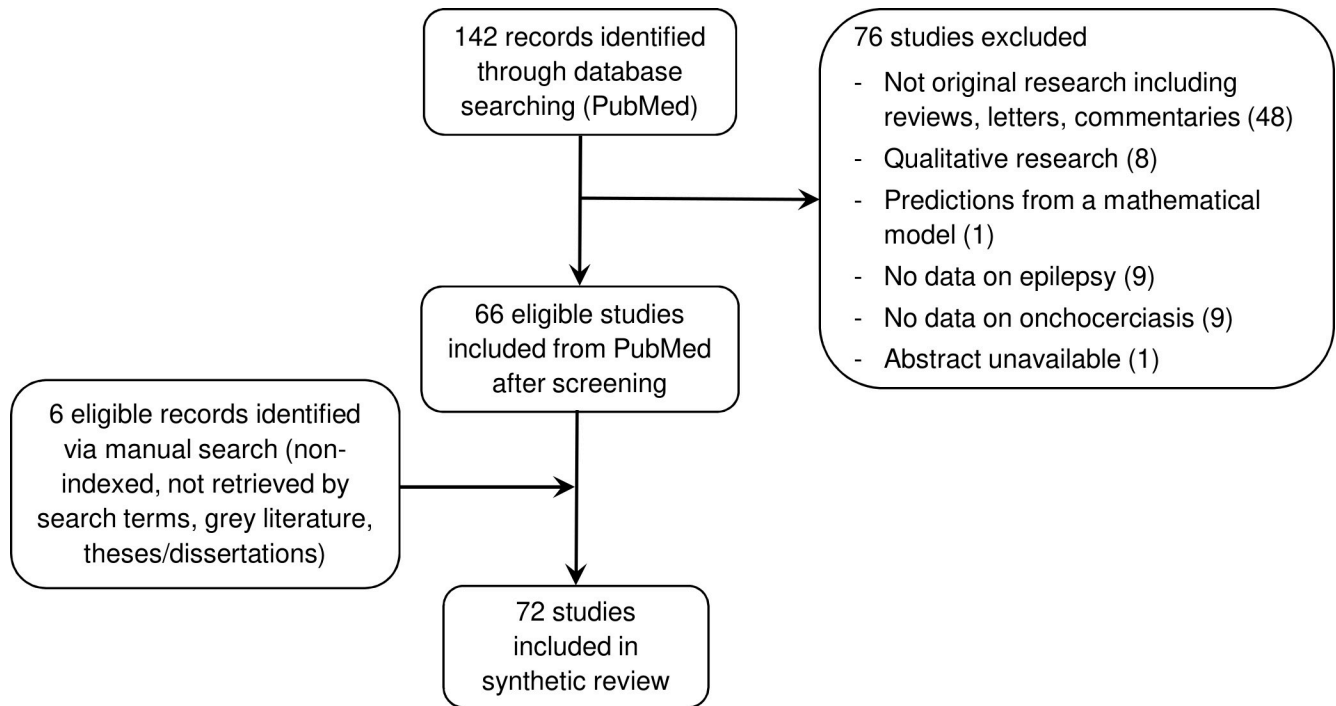 142 records identified
through database
searching (PubMed)
76 studies excluded
- Not original research including
reviews, letters, commentaries (48)
- Qualitative research (8)
- Predictions from a mathematical
model (1)
- No data on epilepsy (9)
- No data on onchocerciasis (9)
- Abstract unavailable (1)
66 eligible studies
included from PubMed
after screening
6 eligible records identified
via manual search (non-
indexed, not retrieved by
search terms, grey literature,
theses/dissertations)
72 studies
included in
synthetic review